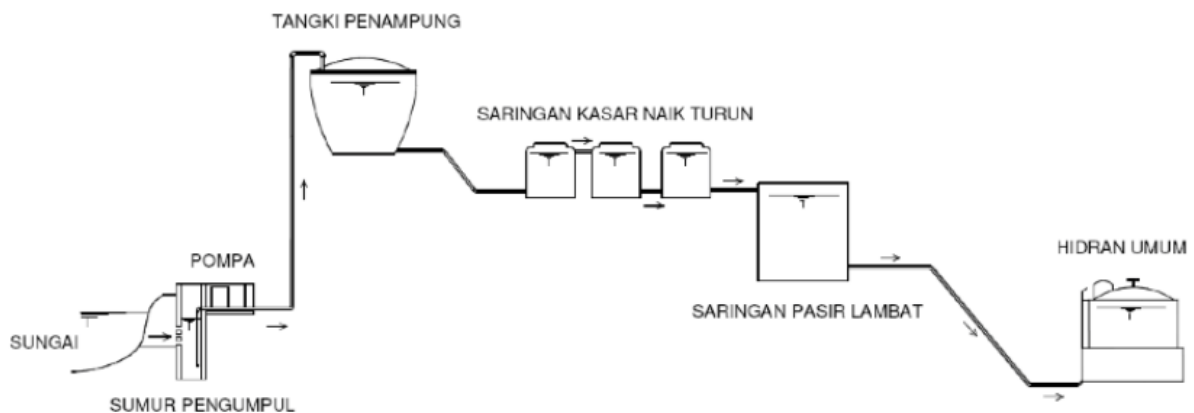 TANGKI PENAMPUNG
SARINGAN KASAR NAIK TURUN
POMPA
HIDRAN UMUM
SARINGAN PASIR LAMBAT
SUNGAI
SUMUR PENGUMPUL